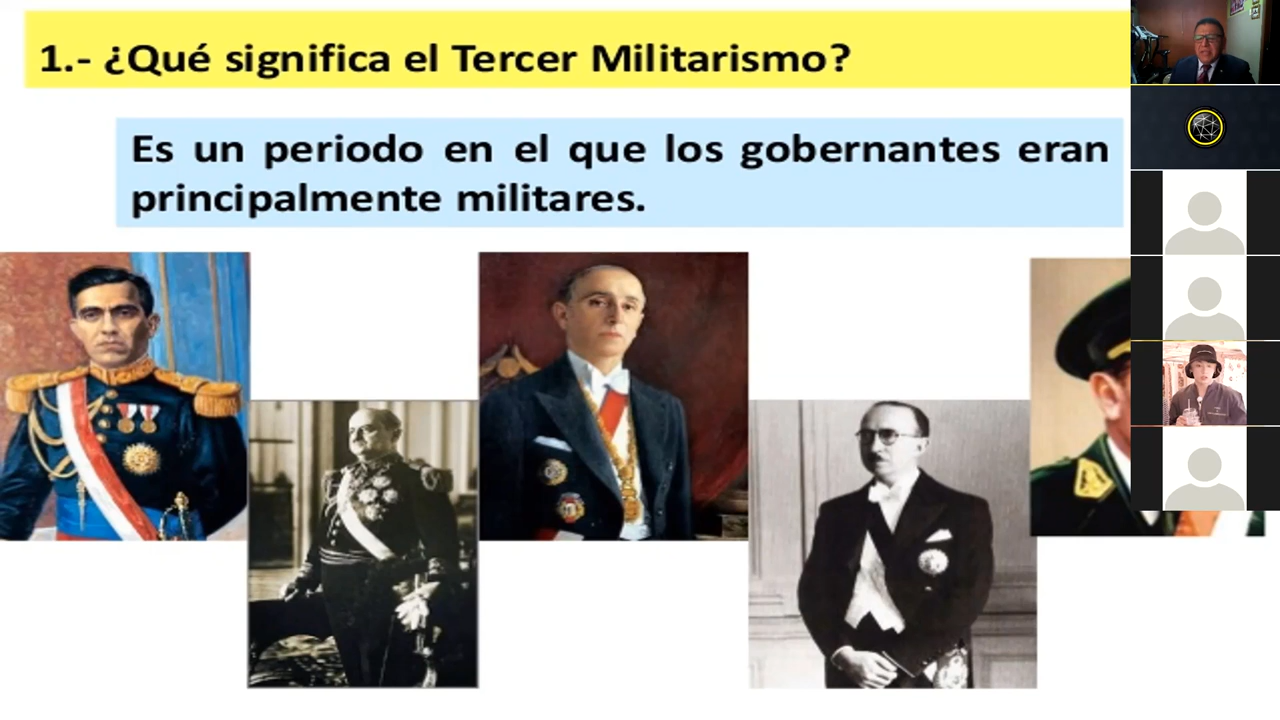 1.- ¿Qué significa el Tercer Militarismo?
Es un periodo en el que los gobernantes eran
principalmente militares.